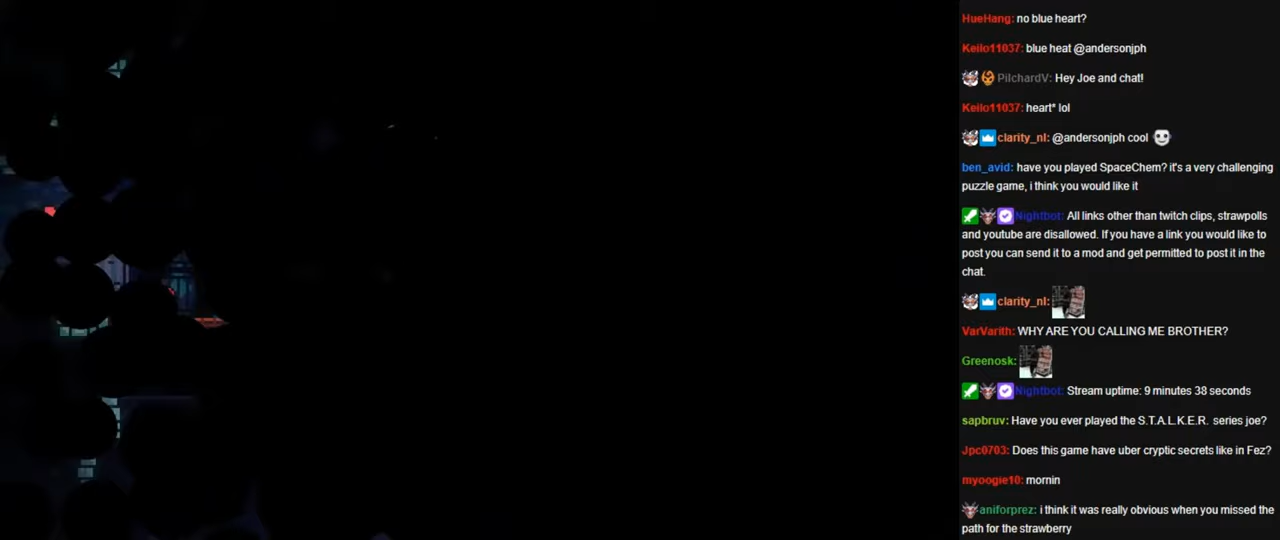 HueHang: no blue heart?
Keilo11037: blue heat @andersonjph
PilchardV: Hey Joe and chat!
Keilo11037: heart* lol
clarity_nl: @andersonjph cool
ben_avid: have you played SpaceChem? it's a very challenging
puzzle game, i think you would like it
Nightbot: All links other than twitch clips, strawpolls
and youtube are disallowed. If you have a link you would like to
post you can send it to a mod and get permitted to post it in the
chat.
clarity_nl:
VarVarith: WHY ARE YOU CALLING ME BROTHER?
Greenosk:
Nightbot: Stream uptime: 9 minutes 38 seconds
sapbruv: Have you ever played the S.T.A.L.K.E.R. series joe?
Jpc0703: Does this game have uber cryptic secrets like in Fez?
myoogie10: mornin
aniforprez: i think it was really obvious when you missed the
path for the strawberry